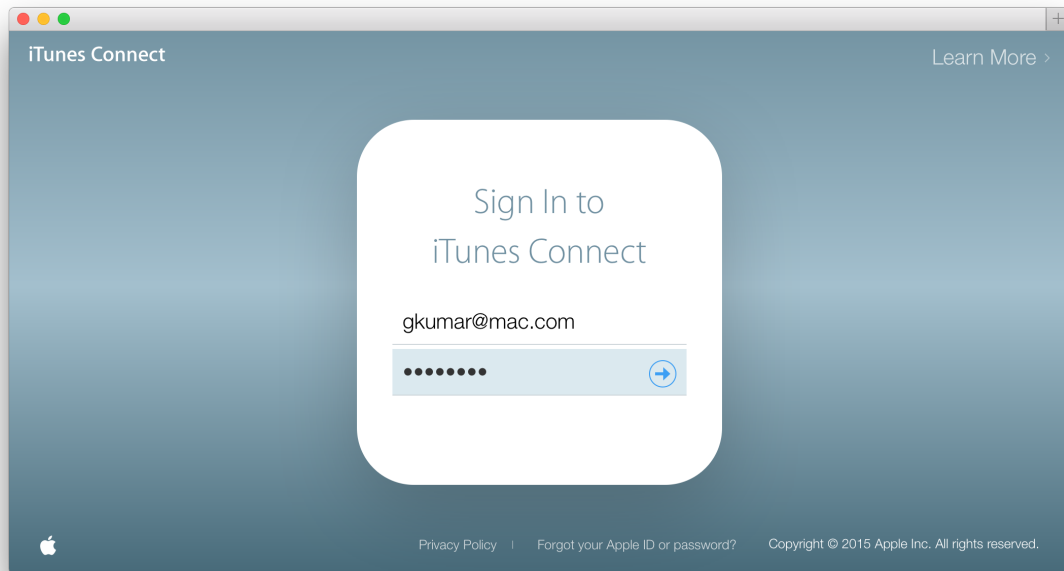 iTunes Connect
Learn More >
Sign In to
iTunes Connect
gkumar@mac.com
••••••••
Privacy Policy | Forgot your Apple ID or password? Copyright © 2015 Apple Inc. All rights reserved.